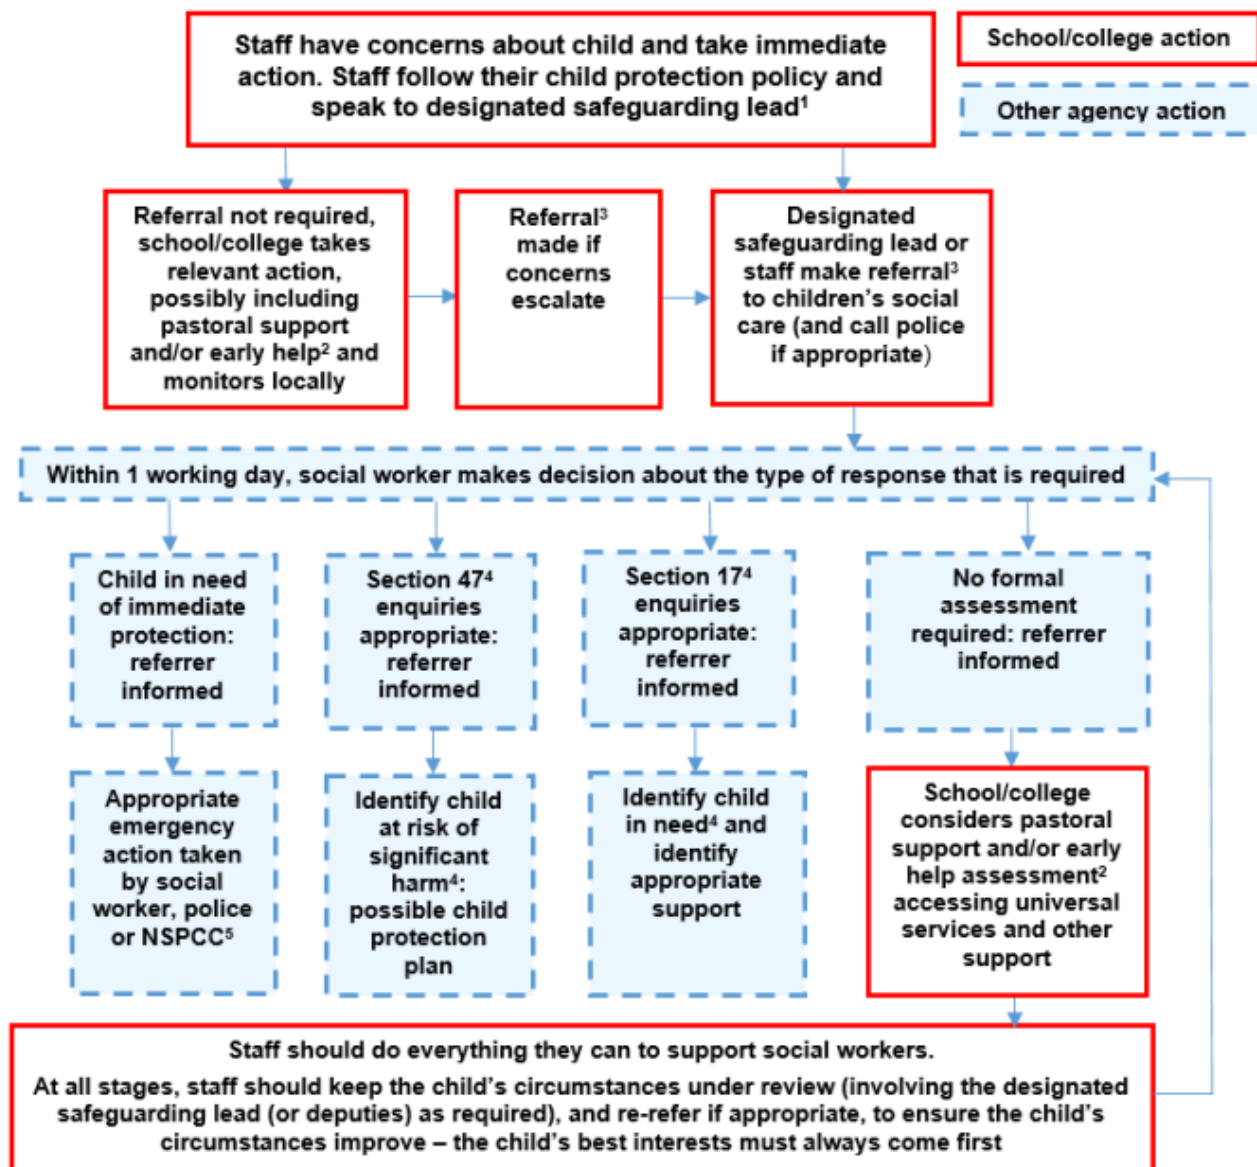 Staff have concerns about child and take immediate
action. Staff follow their child protection policy and
speak to designated safeguarding lead¹
School/college action
Other agency action
Referral not required,
school/college takes
relevant action,
possibly including
pastoral support
and/or early help² and
monitors locally
Referral³
made if
concerns
escalate
Designated
safeguarding lead or
staff make referral³
to children's social
care (and call police
if appropriate)
Within 1 working day, social worker makes decision about the type of response that is required
Child in need
of immediate
protection:
referrer
informed
Section 47⁴
enquiries
appropriate:
referrer
informed
Section 17⁴
enquiries
appropriate:
referrer
informed
No formal
assessment
required: referrer
informed
Appropriate
emergency
action taken
by social
worker, police
or NSPCC⁵
Identify child
at risk of
significant
harm⁴:
possible child
protection
plan
Identify child
in need⁴ and
identify
appropriate
support
School/college
considers pastoral
support and/or early
help assessment²
accessing universal
services and other
support
Staff should do everything they can to support social workers.
At all stages, staff should keep the child's circumstances under review (involving the designated
safeguarding lead (or deputies) as required), and re-refer if appropriate, to ensure the child's
circumstances improve – the child's best interests must always come first